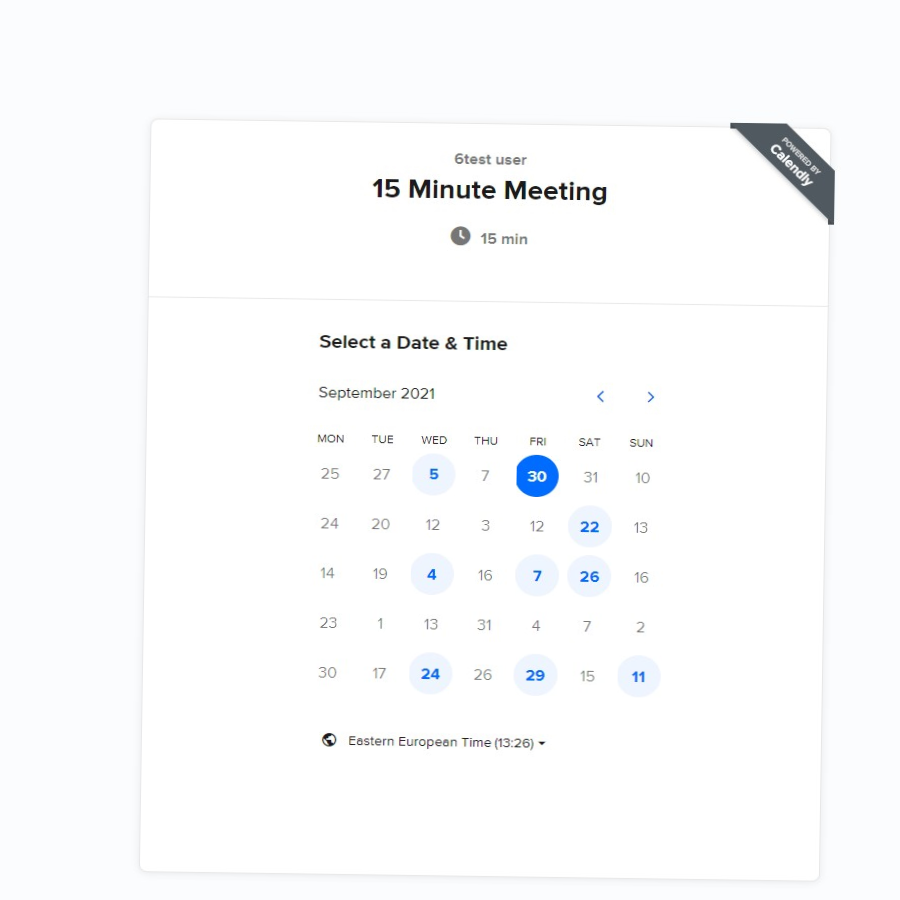 POWERED BY
Calendly
6test user
15 Minute Meeting
15 min
Select a Date & Time
September 2021
MON TUE WED THU FRI SAT SUN
25 27 5 7 30 31 10
24 20 12 3 12 22 13
14 19 4 16 7 26 16
23 1 13 31 4 7 2
30 17 24 26 29 15 11
Eastern European Time (13:26)